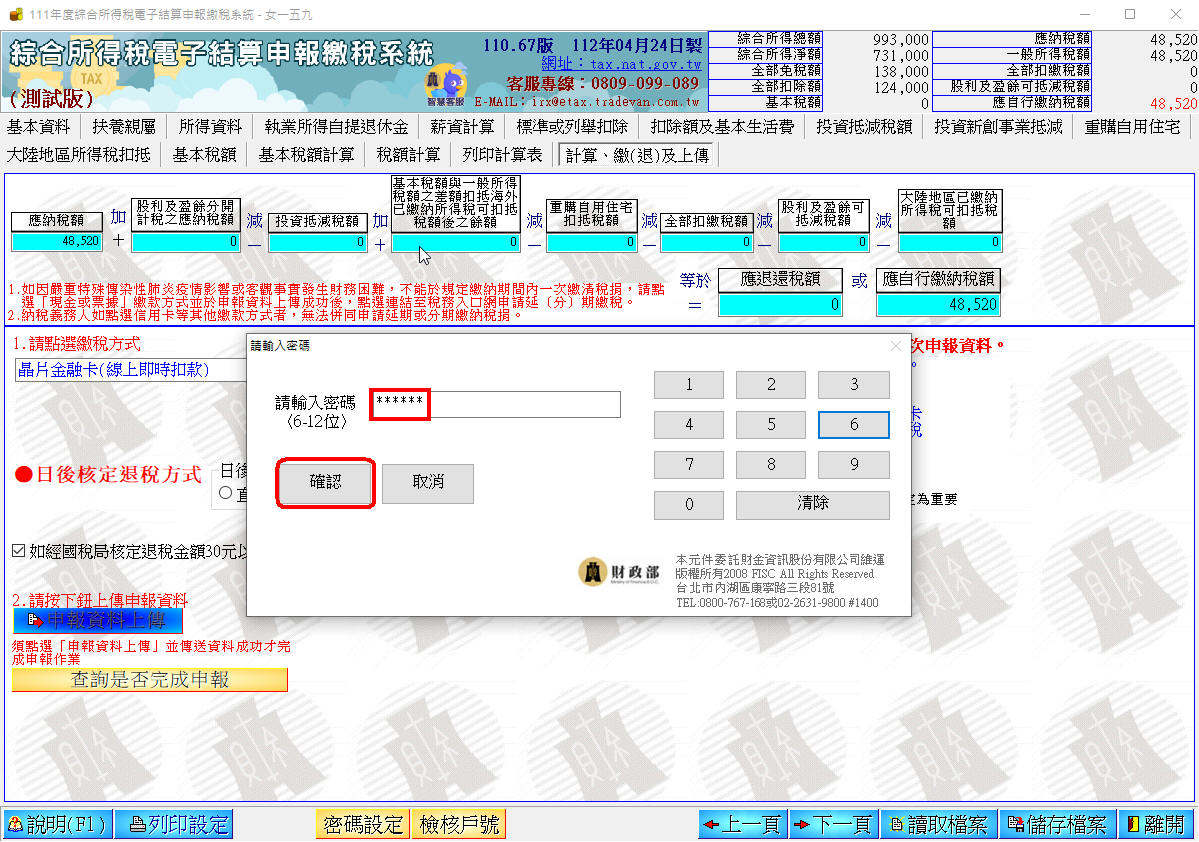 111年度綜合所得稅電子結算申報繳稅系統 - 女一五九
綜合所得稅電子結算申報繳稅系統
(測試版)
TAX
智慧客服
110.67版 112年04月24日製
網址：tax.nat.gov.tw
客服專線：0809-099-089
E-MAIL：irx@etax.tradevan.com.tw
綜合所得總額 993,000 應納稅額 48,520
綜合所得淨額 731,000 一般所得稅額 48,520
全部免稅額 138,000 全部扣繳稅額 0
全部扣除額 124,000 股利及盈餘可抵減稅額 0
基本稅額 0 應自行繳納稅額 48,520
基本資料 扶養親屬 所得資料 執業所得自提退休金 薪資計算 標準或列舉扣除 扣除額及基本生活費 投資抵減稅額 投資新創事業抵減 重購自用住宅
大陸地區所得稅扣抵 基本稅額 基本稅額計算 稅額計算 列印計算表 計算、繳(退)及上傳
應納稅額
48,520
加
＋
股利及盈餘分開
計稅之應納稅額
0
減
－
投資抵減稅額
0
加
＋
基本稅額與一般所得
稅額之差額扣抵海外
已繳納所得稅可扣抵
稅額後之餘額
0
減
－
重購自用住宅
扣抵稅額
0
減
－
全部扣繳稅額
0
減
－
股利及盈餘可
抵減稅額
0
減
－
大陸地區已繳納
所得稅可扣抵稅
額
0
1.如因嚴重特殊傳染性肺炎疫情影響或客觀事實發生財務困難，不能於規定繳納期間內一次繳清稅捐，請點
選「現金或票據」繳款方式並於申報資料上傳成功後，點選連結至稅務入口網申請延（分）期繳稅。
2.納稅義務人如點選信用卡等其他繳款方式者，無法併同申請延期或分期繳納稅捐。
等於
＝
應退還稅額
0
或
應自行繳納稅額
48,520
1.請點選繳稅方式
晶片金融卡(線上即時扣款)
次申報資料。
。
卡
稅
●日後核定退稅方式
日後
直
定為重要
如經國稅局核定退稅金額30元以
2.請按下鈕上傳申報資料
申報資料上傳
須點選「申報資料上傳」並傳送資料成功才完
成申報作業
查詢是否完成申報
請輸入密碼
請輸入密碼
（6-12位）
******
確認 取消
1 2 3
4 5 6
7 8 9
0 清除
財政部
本元件委託財金資訊股份有限公司維運
版權所有2008 FISC All Rights Reserved
台北市內湖區康寧路三段81號
TEL:0800-767-168或02-2631-9800 #1400
說明(F1) 列印設定 密碼設定 檢核戶號 上一頁 下一頁 讀取檔案 儲存檔案 離開